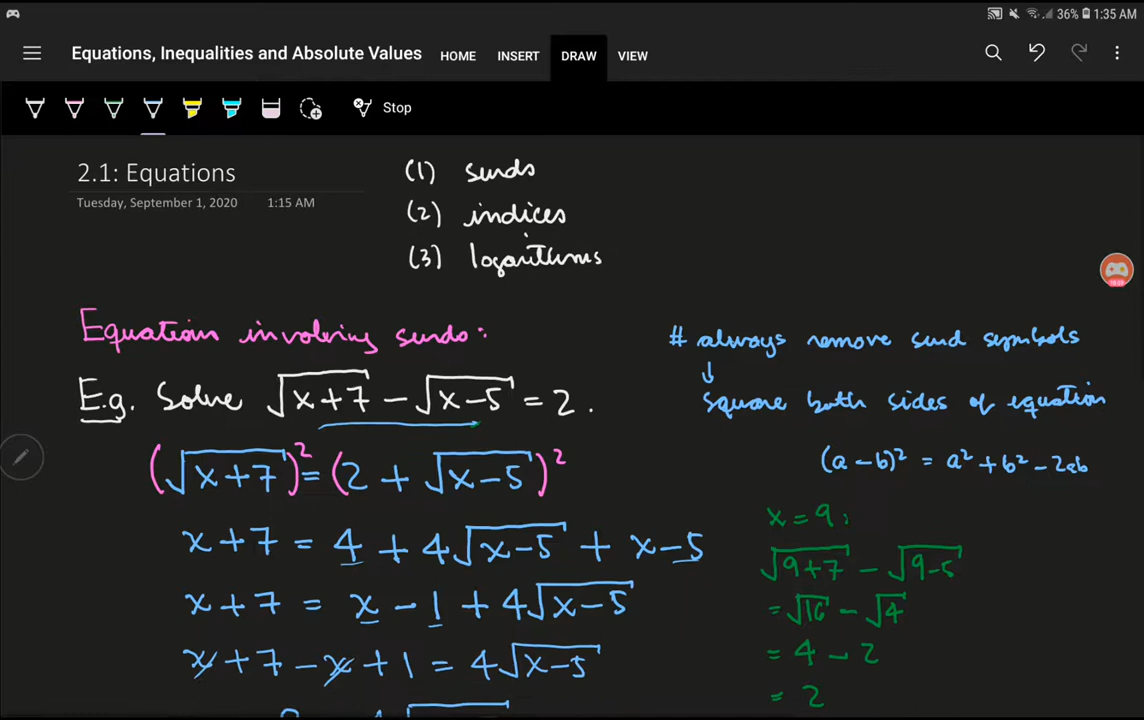 36% 1:35 AM
Equations, Inequalities and Absolute Values HOME INSERT DRAW VIEW
Stop
2.1: Equations
Tuesday, September 1, 2020 1:15 AM
(1) surds
(2) indices
(3) logarithms
Equations involving surds:
E.g. Solve √(x+7) − √(x−5) = 2.
(√(x+7))² = (2 + √(x−5))²
x+7 = 4 + 4√(x−5) + x−5
x+7 = x − 1 + 4√(x−5)
x+7 − x + 1 = 4√(x−5)
# always remove surd symbols
↓
square both sides of equation
(a−b)² = a² + b² − 2ab
x = 9:
√(9+7) − √(9−5)
= √16 − √4
= 4 − 2
= 2